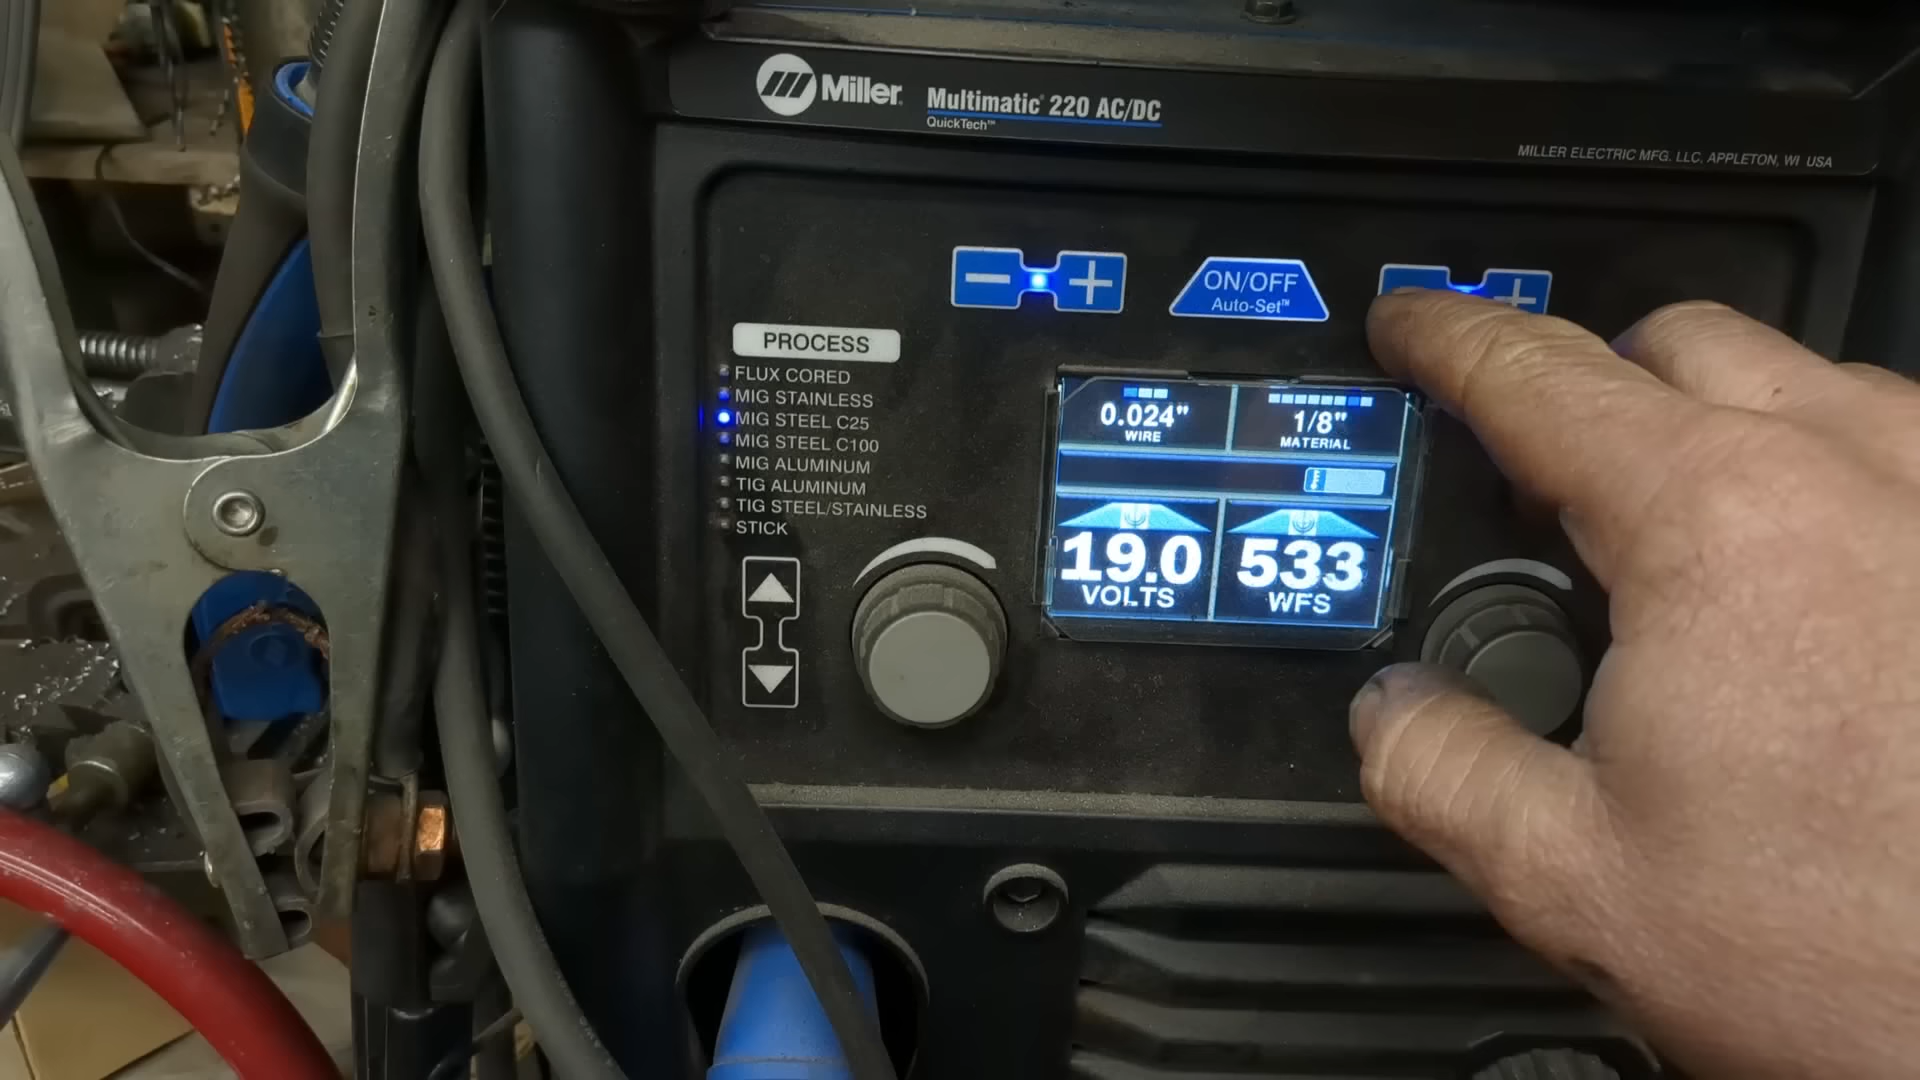 Miller
Multimatic® 220 AC/DC
QuickTech™
MILLER ELECTRIC MFG. LLC, APPLETON, WI USA
ON/OFF
Auto-Set™
PROCESS
FLUX CORED
MIG STAINLESS
MIG STEEL C25
MIG STEEL C100
MIG ALUMINUM
TIG ALUMINUM
TIG STEEL/STAINLESS
STICK
0.024"
WIRE
1/8"
MATERIAL
19.0
VOLTS
533
WFS